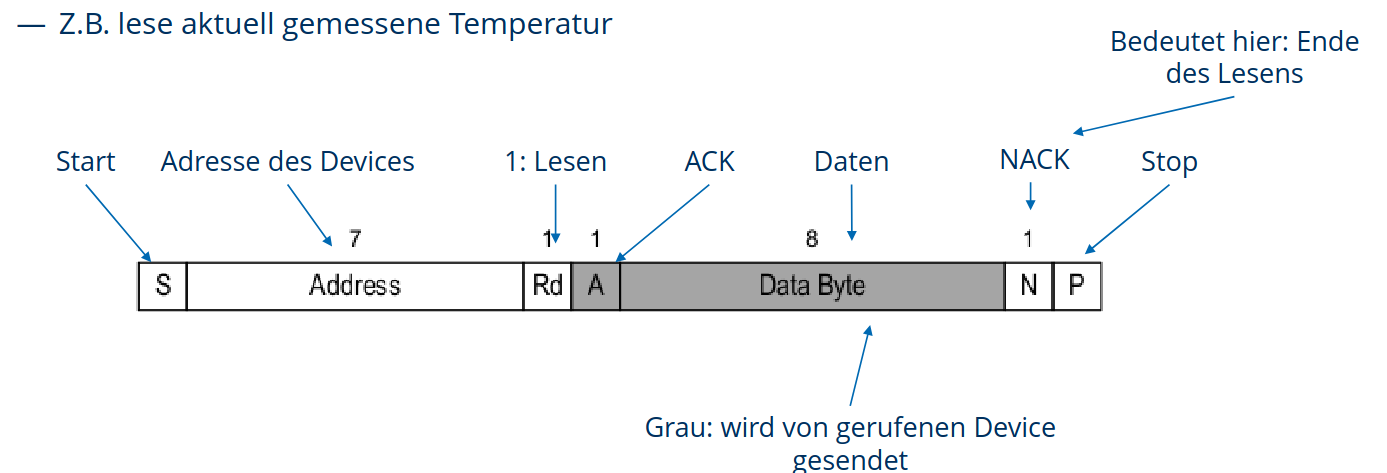 — Z.B. lese aktuell gemessene Temperatur
Bedeutet hier: Ende
des Lesens
Start
Adresse des Devices
1: Lesen
ACK
Daten
NACK
Stop
7
1
1
8
1
S
Address
Rd
A
Data Byte
N
P
Grau: wird von gerufenen Device
gesendet